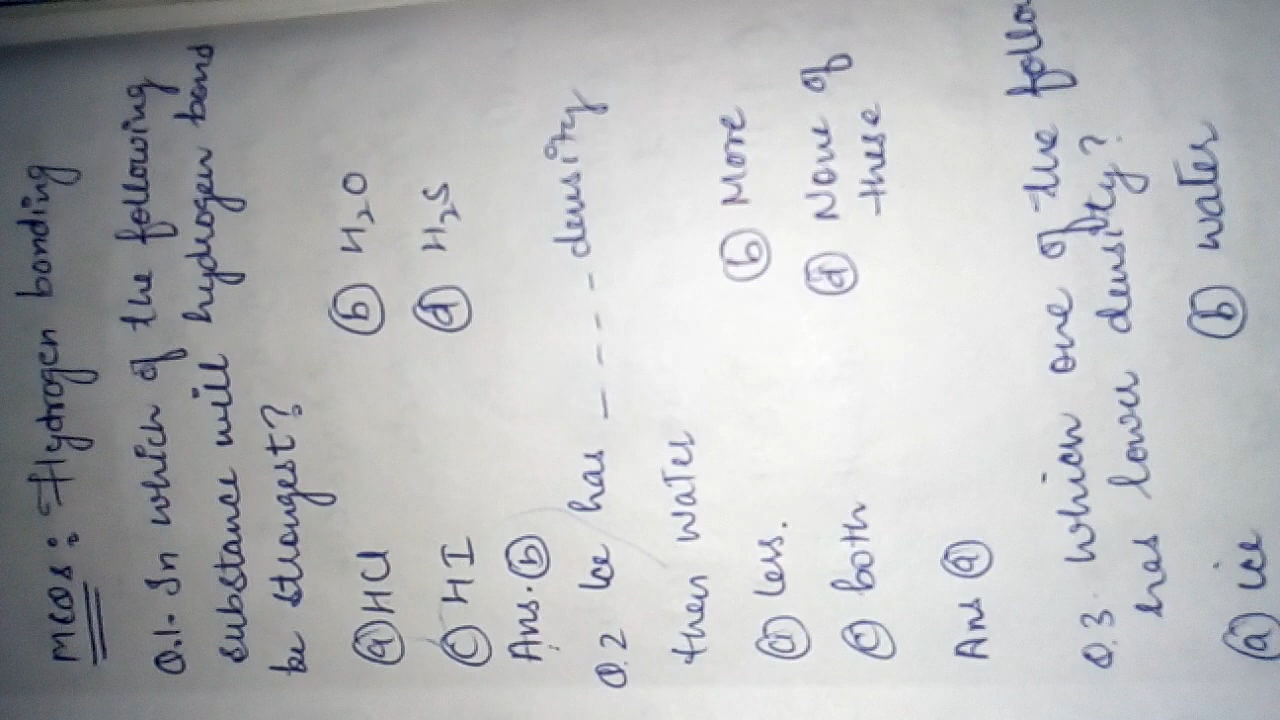 MCQs: Hydrogen bonding
Q.1. In which of the following
substance will hydrogen bond
be strongest?
(a) HCl (b) H₂O
(c) HI (d) H₂S
Ans. (b)
Q.2 Ice has ---- density
then water
(a) less. (b) More
(c) both (d) None of
these
Ans (a)
Q.3. which one of the follo
has lower density?
(a) ice (b) water